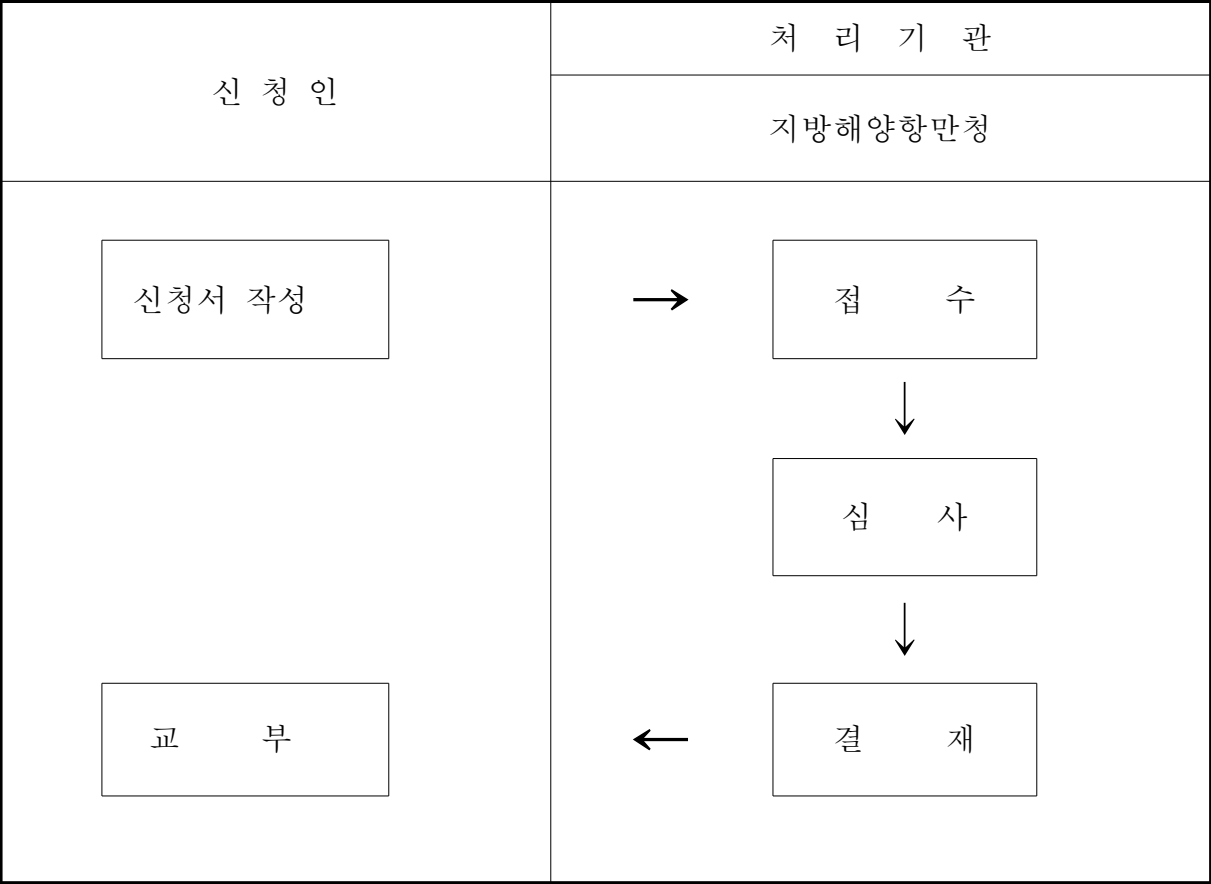 신 청 인
처 리 기 관
지방해양항만청
신청서 작성
→
접 수
↓
심 사
↓
결 재
←
교 부